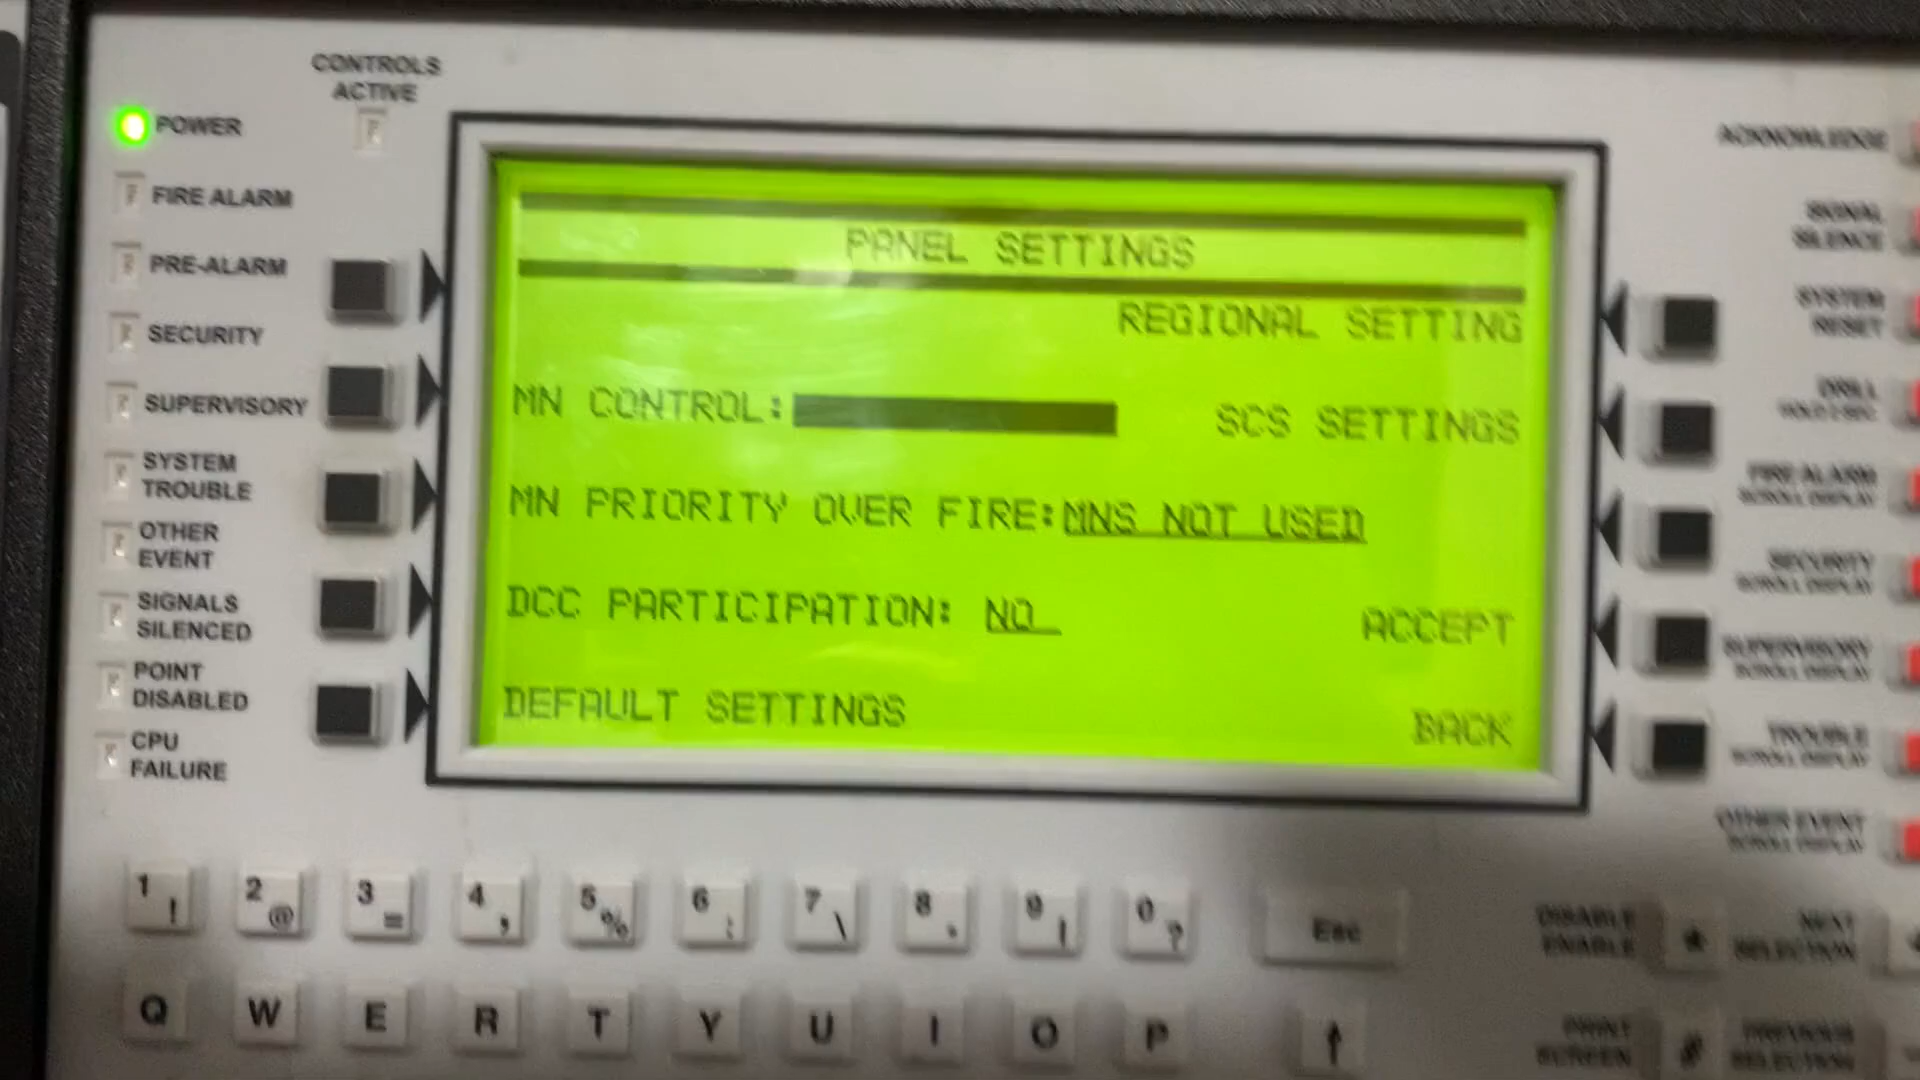 CONTROLS
ACTIVE
POWER
FIRE ALARM
PRE-ALARM
SECURITY
SUPERVISORY
SYSTEM
TROUBLE
OTHER
EVENT
SIGNALS
SILENCED
POINT
DISABLED
CPU
FAILURE
PANEL SETTINGS
REGIONAL SETTING
MN CONTROL:
SCS SETTINGS
MN PRIORITY OVER FIRE:MNS NOT USED
DCC PARTICIPATION: NO
ACCEPT
DEFAULT SETTINGS
BACK
ACKNOWLEDGE
SIGNAL
SILENCE
SYSTEM
RESET
DRILL
HOLD 2 SEC
FIRE ALARM
SCROLL DISPLAY
SECURITY
SCROLL DISPLAY
SUPERVISORY
SCROLL DISPLAY
TROUBLE
SCROLL DISPLAY
OTHER EVENT
SCROLL DISPLAY
1 ! 2 @ 3 = 4 , 5 % 6 : 7 \ 8 . 9 | 0 ? Esc
DISABLE
ENABLE
*
NEXT
SELECTION
Q W E R T Y U I O P ↑
PRINT
SCREEN
#
PREVIOUS
SELECTION